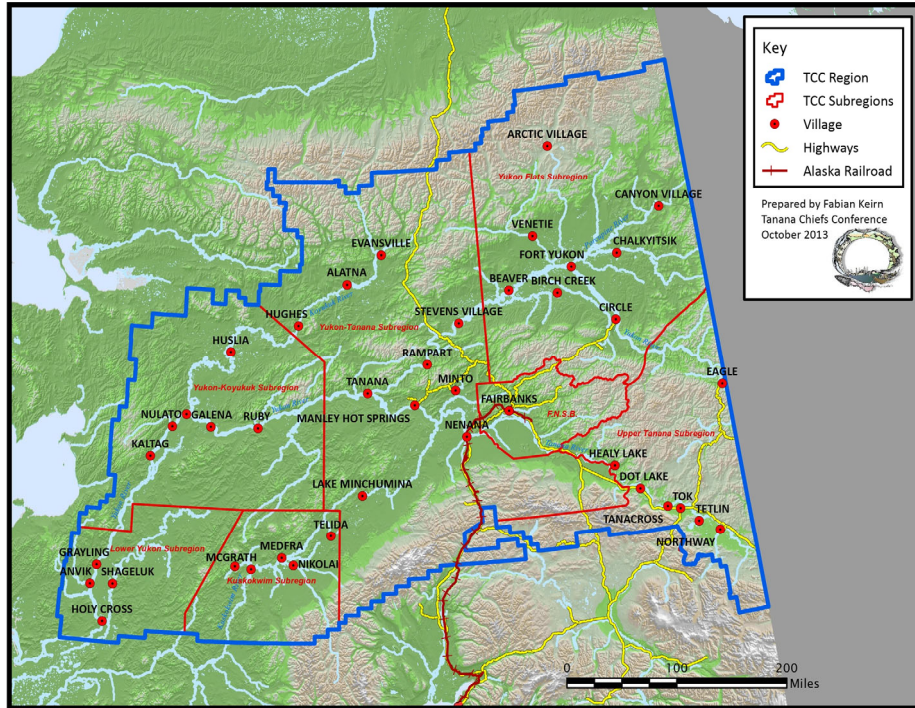 Key
TCC Region
TCC Subregions
Village
Highways
Alaska Railroad
Prepared by Fabian Keirn
Tanana Chiefs Conference
October 2013
ARCTIC VILLAGE
Yukon Flats Subregion
CANYON VILLAGE
VENETIE
CHALKYITSIK
EVANSVILLE
FORT YUKON
ALATNA
BEAVER
BIRCH CREEK
HUGHES
STEVENS VILLAGE
CIRCLE
Yukon-Tanana Subregion
HUSLIA
RAMPART
EAGLE
Yukon-Koyukuk Subregion
TANANA
MINTO
NULATO
GALENA
RUBY
MANLEY HOT SPRINGS
FAIRBANKS
F.N.S.B.
NENANA
Upper Tanana Subregion
KALTAG
HEALY LAKE
DOT LAKE
LAKE MINCHUMINA
TOK
TETLIN
TANACROSS
TELIDA
NORTHWAY
GRAYLING
Lower Yukon Subregion
MCGRATH
MEDFRA
NIKOLAI
ANVIK
SHAGELUK
Kuskokwim Subregion
HOLY CROSS
0
100
200
Miles